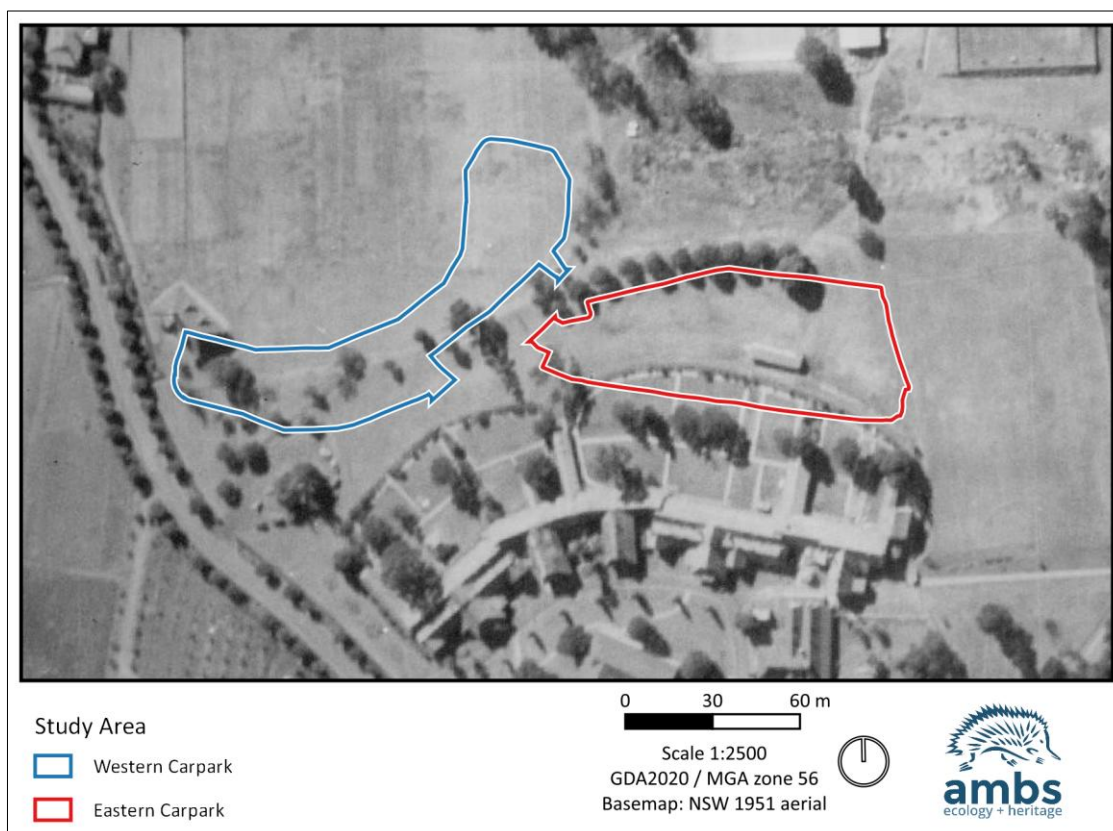 Study Area
Western Carpark
Eastern Carpark
0 30 60 m
Scale 1:2500
GDA2020 / MGA zone 56
Basemap: NSW 1951 aerial
ambs
ecology + heritage